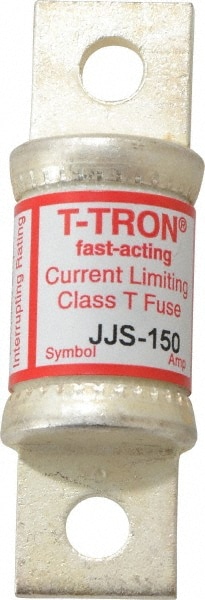 T-TRON®
fast-acting
Current Limiting
Class T Fuse
JJS-150
Symbol Amp
Interrupting Rating